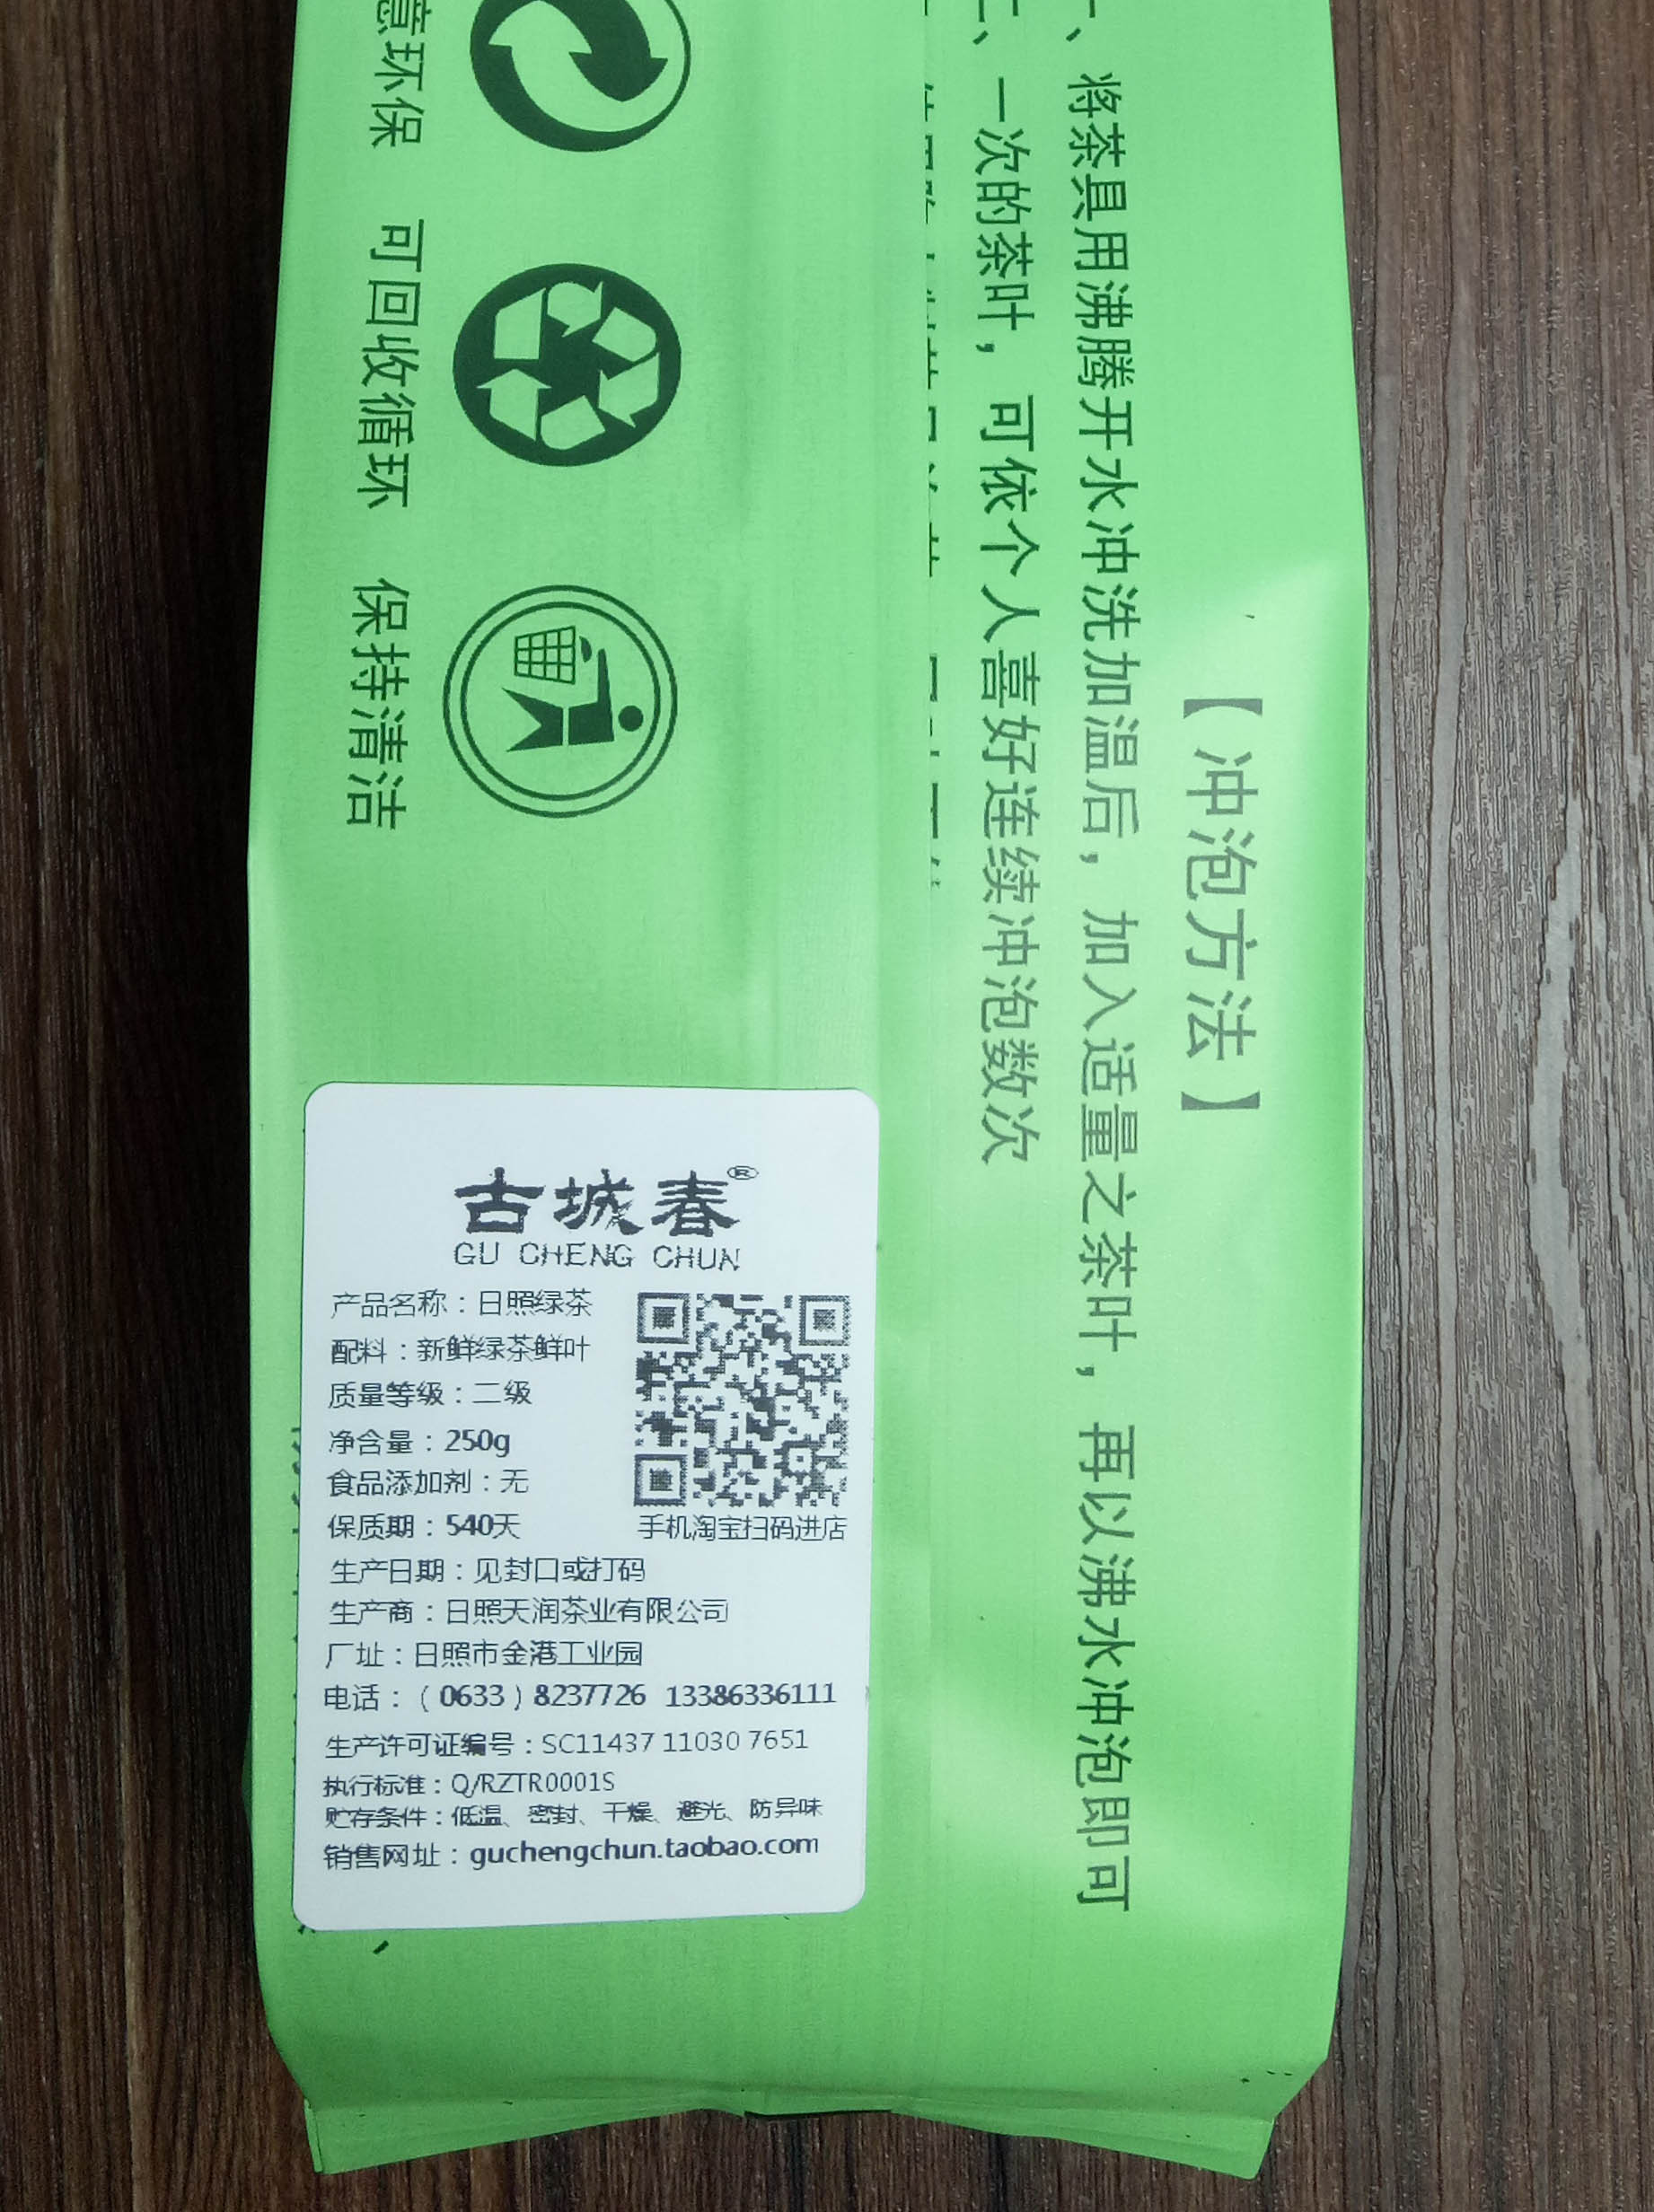 【冲泡方法】
一、将茶具用沸腾开水冲洗加温后，加入适量之茶叶，再以沸水冲泡即可
二、一次的茶叶，可依个人喜好连续冲泡数次
意环保 可回收循环 保持清洁
古城春®
GU CHENG CHUN
产品名称：日照绿茶
配料：新鲜绿茶鲜叶
质量等级：二级
净含量：250g
食品添加剂：无
保质期：540天
手机淘宝扫码进店
生产日期：见封口或打码
生产商：日照天润茶业有限公司
厂址：日照市金港工业园
电话：（0633）8237726 13386336111
生产许可证编号：SC11437 11030 7651
执行标准：Q/RZTR0001S
贮存条件：低温、密封、干燥、避光、防异味
销售网址：guchengchun.taobao.com